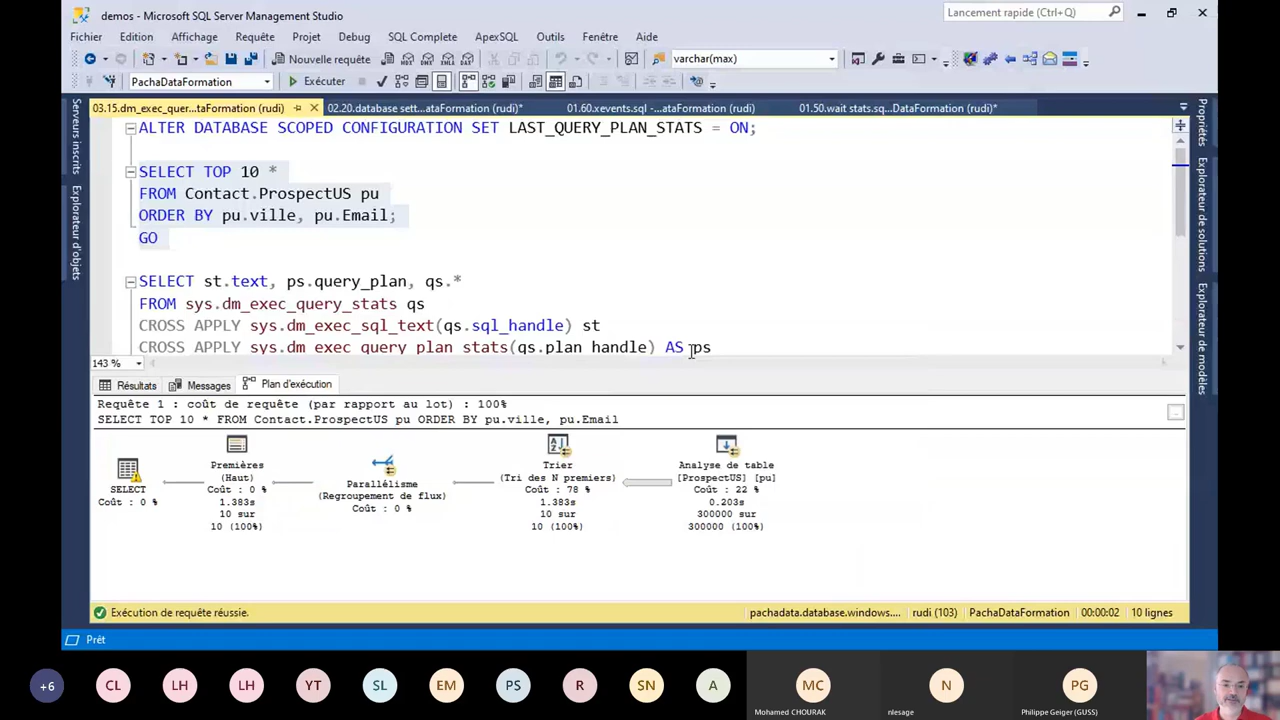 demos - Microsoft SQL Server Management Studio
Lancement rapide (Ctrl+Q)
Fichier Edition Affichage Requête Projet Debug SQL Complete ApexSQL Outils Fenêtre Aide
Nouvelle requête varchar(max)
PachaDataFormation Exécuter
03.15.dm_exec_quer...taFormation (rudi) 02.20.database sett...ataFormation (rudi)* 01.60.xevents.sql -...ataFormation (rudi) 01.50.wait stats.sq...DataFormation (rudi)*
Serveurs inscrits
Explorateur d'objets
ALTER DATABASE SCOPED CONFIGURATION SET LAST_QUERY_PLAN_STATS = ON;
SELECT TOP 10 *
FROM Contact.ProspectUS pu
ORDER BY pu.ville, pu.Email;
GO
SELECT st.text, ps.query_plan, qs.*
FROM sys.dm_exec_query_stats qs
CROSS APPLY sys.dm_exec_sql_text(qs.sql_handle) st
CROSS APPLY sys.dm_exec_query_plan_stats(qs.plan_handle) AS ps
Propriétés
Explorateur de solutions
Explorateur de modèles
143 %
Résultats Messages Plan d'exécution
Requête 1 : coût de requête (par rapport au lot) : 100%
SELECT TOP 10 * FROM Contact.ProspectUS pu ORDER BY pu.ville, pu.Email
...
SELECT
Coût : 0 %
Premières
(Haut)
Coût : 0 %
1.383s
10 sur
10 (100%)
Parallélisme
(Regroupement de flux)
Coût : 0 %
Trier
(Tri des N premiers)
Coût : 78 %
1.383s
10 sur
10 (100%)
Analyse de table
[ProspectUS] [pu]
Coût : 22 %
0.203s
300000 sur
300000 (100%)
Exécution de requête réussie. pachadata.database.windows.... rudi (103) PachaDataFormation 00:00:02 10 lignes
Prêt
+6 CL LH LH YT SL EM PS R SN A MC N PG
Mohamed CHOURAK nlesage Philippe Geiger (GUSS)